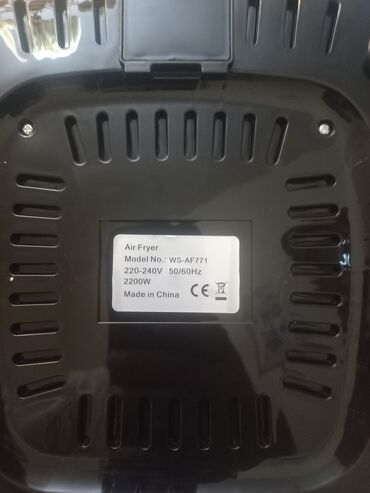 Air Fryer
Model No.: WS-AF771
220-240V 50/60Hz
2200W
Made in China CE